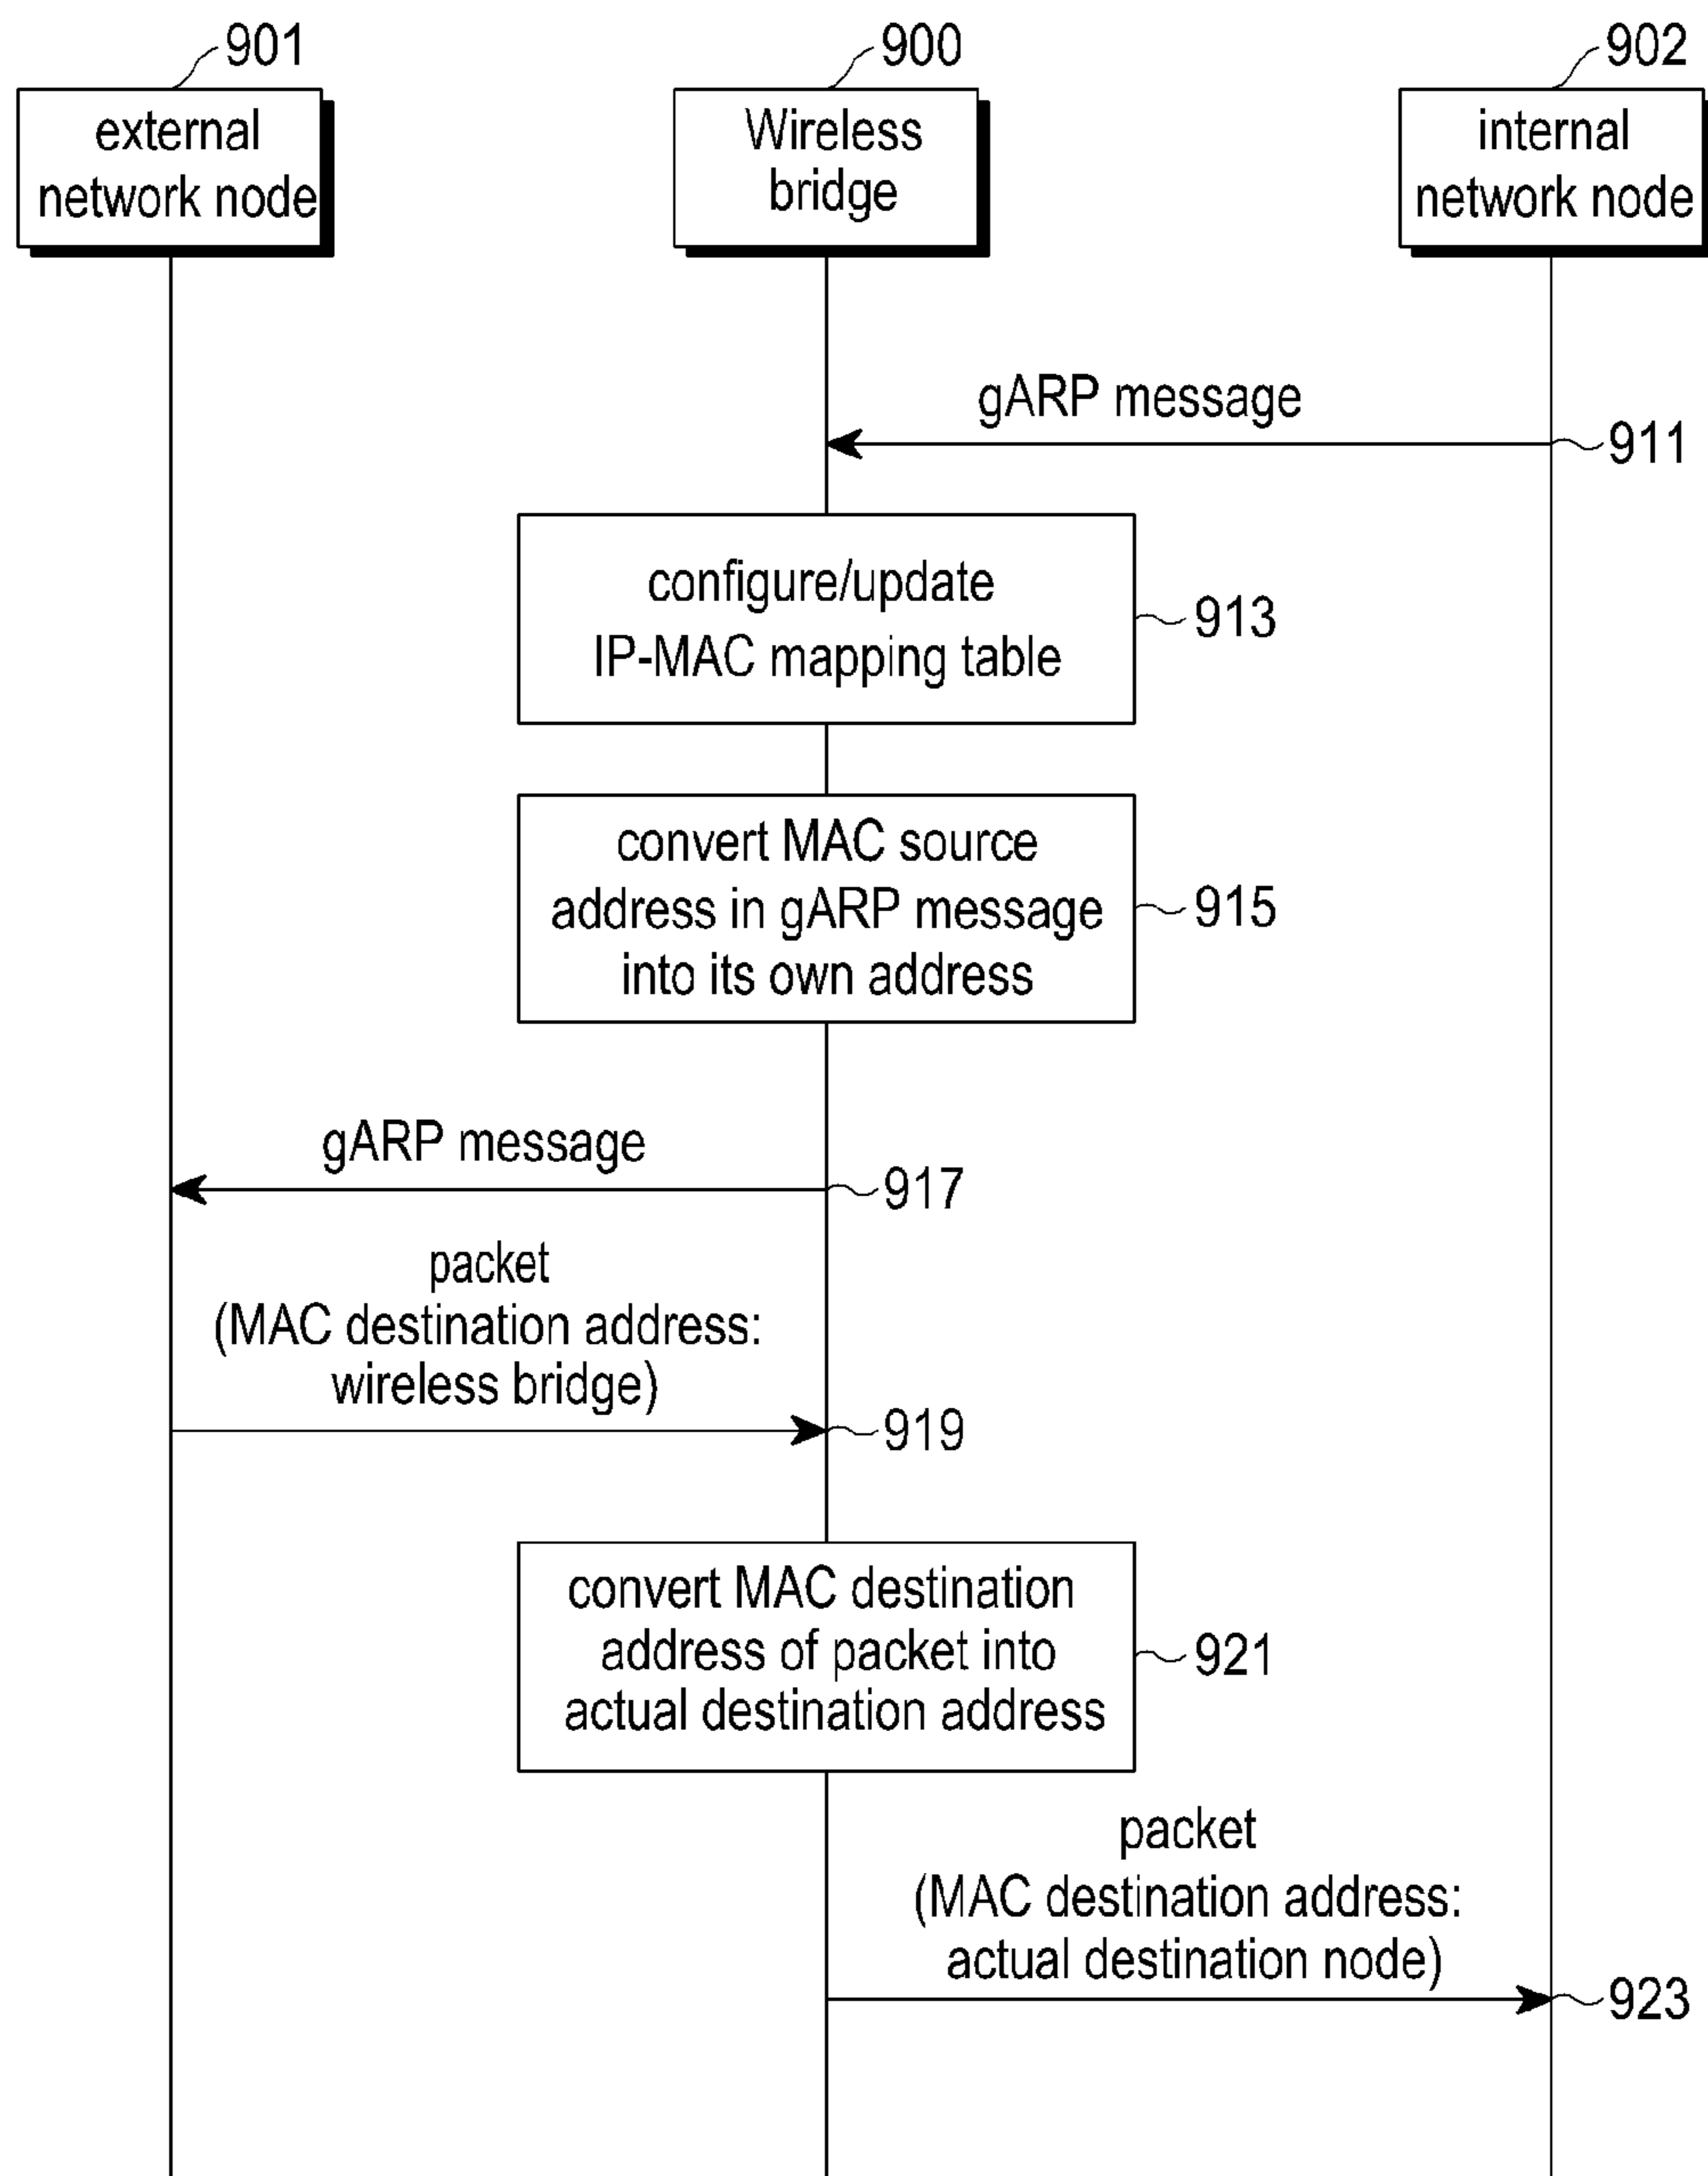 901
900
902
external
network node
Wireless
bridge
internal
network node
gARP message
911
configure/update
IP-MAC mapping table
913
convert MAC source
address in gARP message
into its own address
915
gARP message
917
packet
(MAC destination address:
wireless bridge)
919
convert MAC destination
address of packet into
actual destination address
921
packet
(MAC destination address:
actual destination node)
923